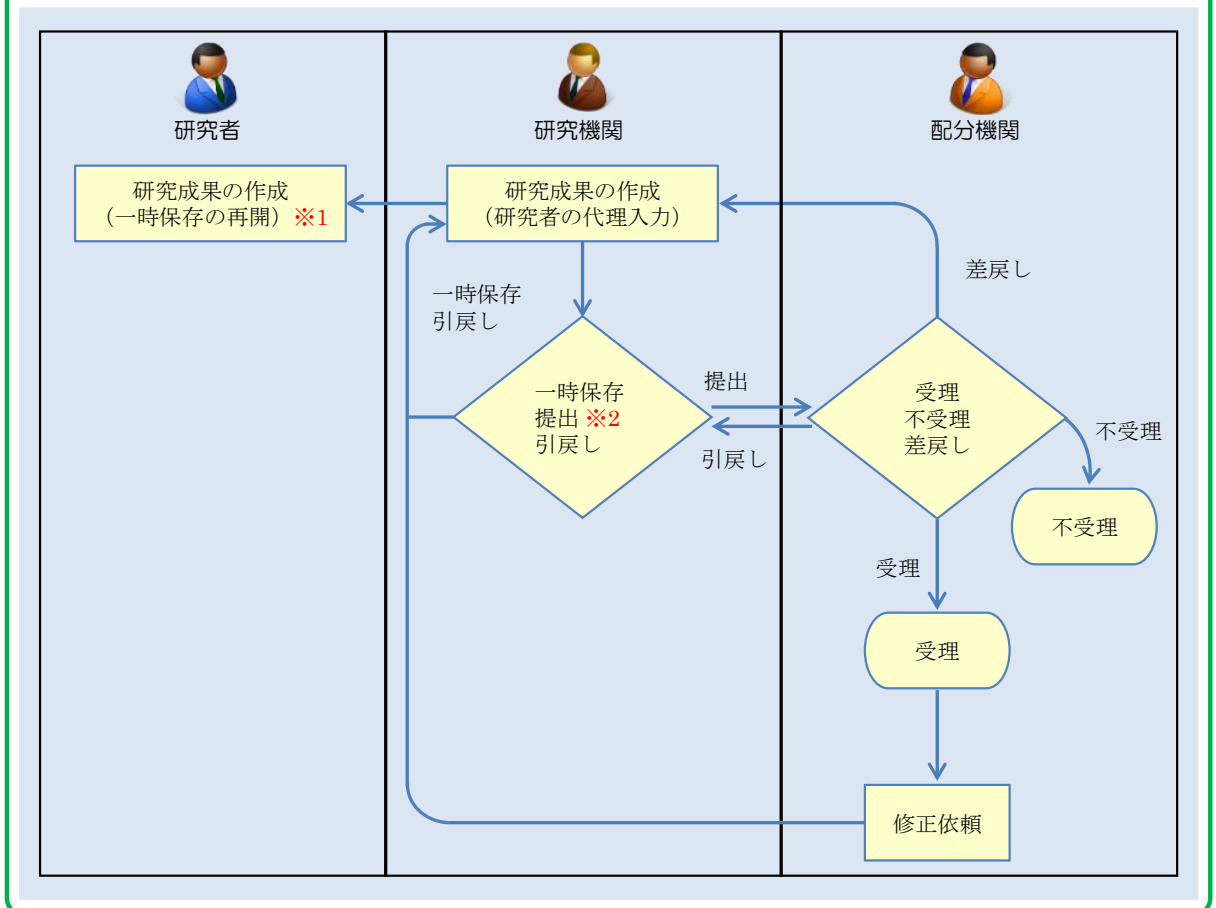 研究者
研究機関
配分機関
研究成果の作成
（一時保存の再開）※1
研究成果の作成
（研究者の代理入力）
差戻し
一時保存
引戻し
一時保存
提出 ※2
引戻し
提出
引戻し
受理
不受理
差戻し
不受理
不受理
受理
受理
修正依頼